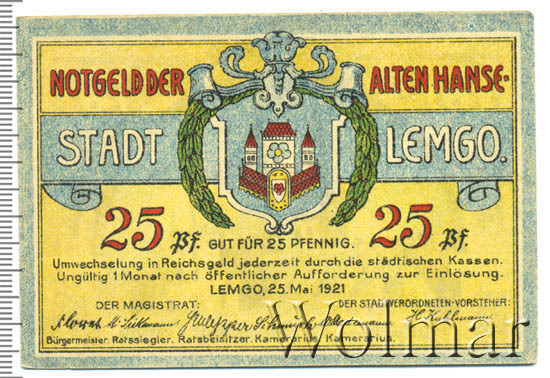 NOTGELD DER ALTEN HANSE-
STADT LEMGO.
25 Pf. GUT FÜR 25 PFENNIG. 25 Pf.
Umwechselung in Reichsgeld jederzeit durch die städtischen Kassen.
Ungültig 1 Monat nach öffentlicher Aufforderung zur Einlösung.
LEMGO, 25. Mai 1921
DER MAGISTRAT: DER STADTVERORDNETEN-VORSTEHER:
Bürgermeister. Ratssiegler. Ratsbeisitzer. Kamerarius. Kamerarius.
Wolmar